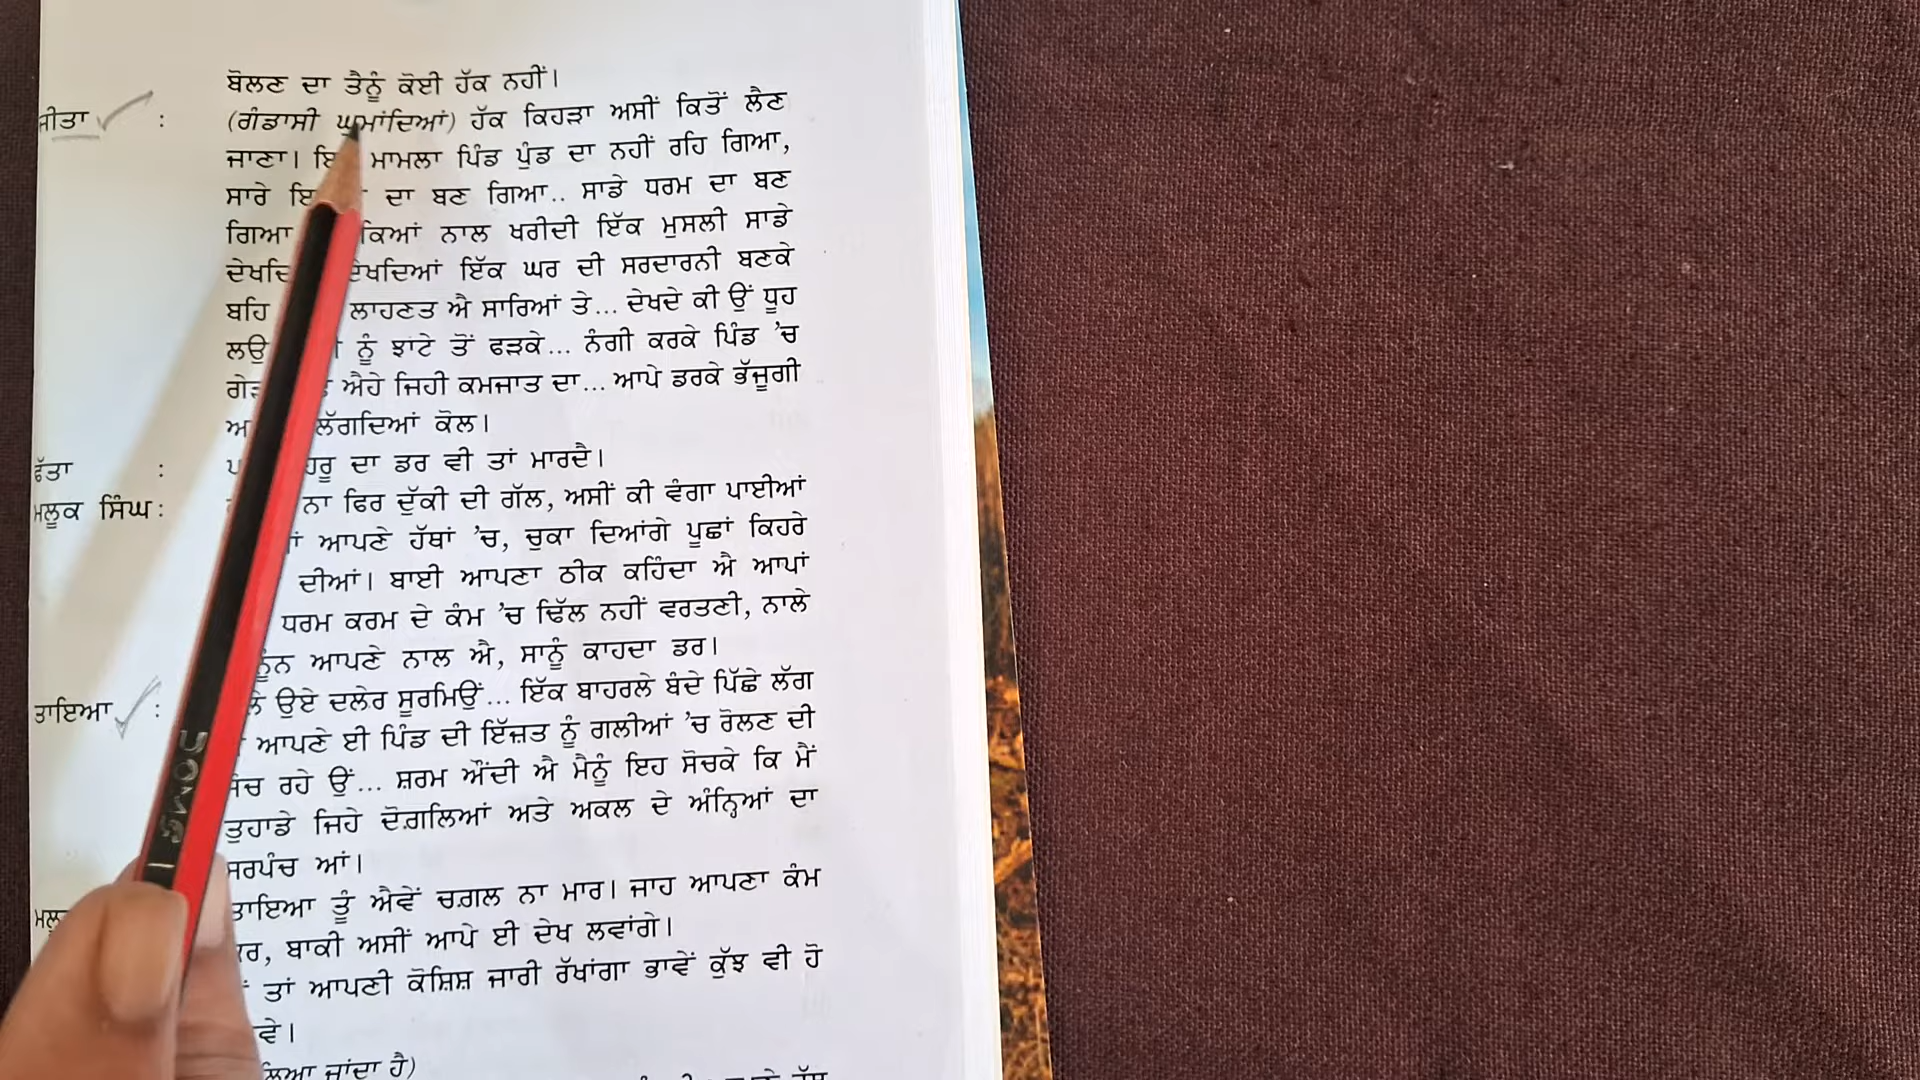 ਬੋਲਣ ਦਾ ਤੈਨੂੰ ਕੋਈ ਹੱਕ ਨਹੀਂ।
ਜੀਤਾ : (ਗੰਡਾਸੀ ਘੁਮਾਂਦਿਆਂ) ਹੱਕ ਕਿਹੜਾ ਅਸੀਂ ਕਿਤੋਂ ਲੈਣ
ਜਾਣਾ। ਮਾਮਲਾ ਪਿੰਡ ਪੁੰਡ ਦਾ ਨਹੀਂ ਰਹਿ ਗਿਆ,
ਸਾਰੇ ਦਾ ਬਣ ਗਿਆ.. ਸਾਡੇ ਧਰਮ ਦਾ ਬਣ
ਗਿਆ ਨਾਲ ਖਰੀਦੀ ਇੱਕ ਮੁਸਲੀ ਸਾਡੇ
ਇੱਕ ਘਰ ਦੀ ਸਰਦਾਰਨੀ ਬਣਕੇ
ਬਹਿ ਲਾਹਣਤ ਐ ਸਾਰਿਆਂ ਤੇ... ਦੇਖਦੇ ਕੀ ਉਂ ਧੂਹ
ਲਉ ਨੂੰ ਝਾਂਟੇ ਤੋਂ ਫੜਕੇ... ਨੰਗੀ ਕਰਕੇ ਪਿੰਡ ’ਚ
ਐਹੇ ਜਿਹੀ ਕਮਜਾਤ ਦਾ... ਆਪੇ ਡਰਕੇ ਭੱਜੂਗੀ
ਲੱਗਦਿਆਂ ਕੋਲ।
: ਦਾ ਡਰ ਵੀ ਤਾਂ ਮਾਰਦੈ।
ਮਲੂਕ ਸਿੰਘ: ਨਾ ਫਿਰ ਦੁੱਕੀ ਦੀ ਗੱਲ, ਅਸੀਂ ਕੀ ਵੰਗਾ ਪਾਈਆਂ
ਆਪਣੇ ਹੱਥਾਂ ’ਚ, ਚੁਕਾ ਦਿਆਂਗੇ ਪੂਛਾਂ ਕਿਹਰੇ
ਦੀਆਂ। ਬਾਈ ਆਪਣਾ ਠੀਕ ਕਹਿੰਦਾ ਐ ਆਪਾਂ
ਧਰਮ ਕਰਮ ਦੇ ਕੰਮ ’ਚ ਢਿੱਲ ਨਹੀਂ ਵਰਤਣੀ, ਨਾਲੇ
ਆਪਣੇ ਨਾਲ ਐ, ਸਾਨੂੰ ਕਾਹਦਾ ਡਰ।
ਤਾਇਆ : ਉਏ ਦਲੇਰ ਸੂਰਮਿਉਂ... ਇੱਕ ਬਾਹਰਲੇ ਬੰਦੇ ਪਿੱਛੇ ਲੱਗ
ਆਪਣੇ ਈ ਪਿੰਡ ਦੀ ਇੱਜ਼ਤ ਨੂੰ ਗਲੀਆਂ ’ਚ ਰੋਲਣ ਦੀ
ਸੋਚ ਰਹੇ ਉਂ... ਸ਼ਰਮ ਔਂਦੀ ਐ ਮੈਨੂੰ ਇਹ ਸੋਚਕੇ ਕਿ ਮੈਂ
ਤੁਹਾਡੇ ਜਿਹੇ ਦੋਗ਼ਲਿਆਂ ਅਤੇ ਅਕਲ ਦੇ ਅੰਨ੍ਹਿਆਂ ਦਾ
ਸਰਪੰਚ ਆਂ।
ਤਾਇਆ ਤੂੰ ਐਵੇਂ ਚਗ਼ਲ ਨਾ ਮਾਰ। ਜਾਹ ਆਪਣਾ ਕੰਮ
ਕਰ, ਬਾਕੀ ਅਸੀਂ ਆਪੇ ਈ ਦੇਖ ਲਵਾਂਗੇ।
ਤਾਂ ਆਪਣੀ ਕੋਸ਼ਿਸ਼ ਜਾਰੀ ਰੱਖਾਂਗਾ ਭਾਵੇਂ ਕੁੱਝ ਵੀ ਹੋ
ਜਾਂਦਾ ਹੈ)